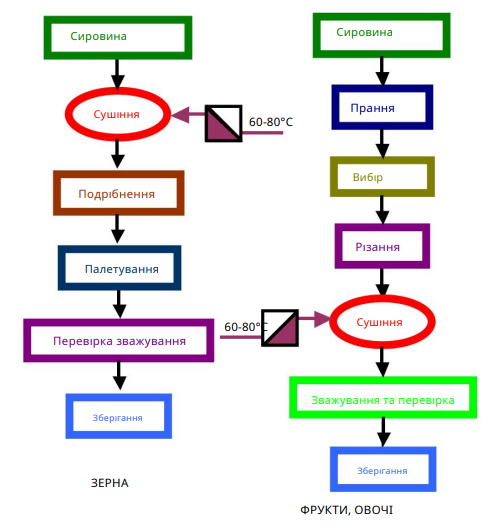 Сировина
Сушіння
60-80°C
Подрібнення
Палетування
Перевірка зважування
Зберігання
ЗЕРНА
Сировина
Прання
Вибір
Різання
60-80°C
Сушіння
Зважування та перевірка
Зберігання
ФРУКТИ, ОВОЧІ